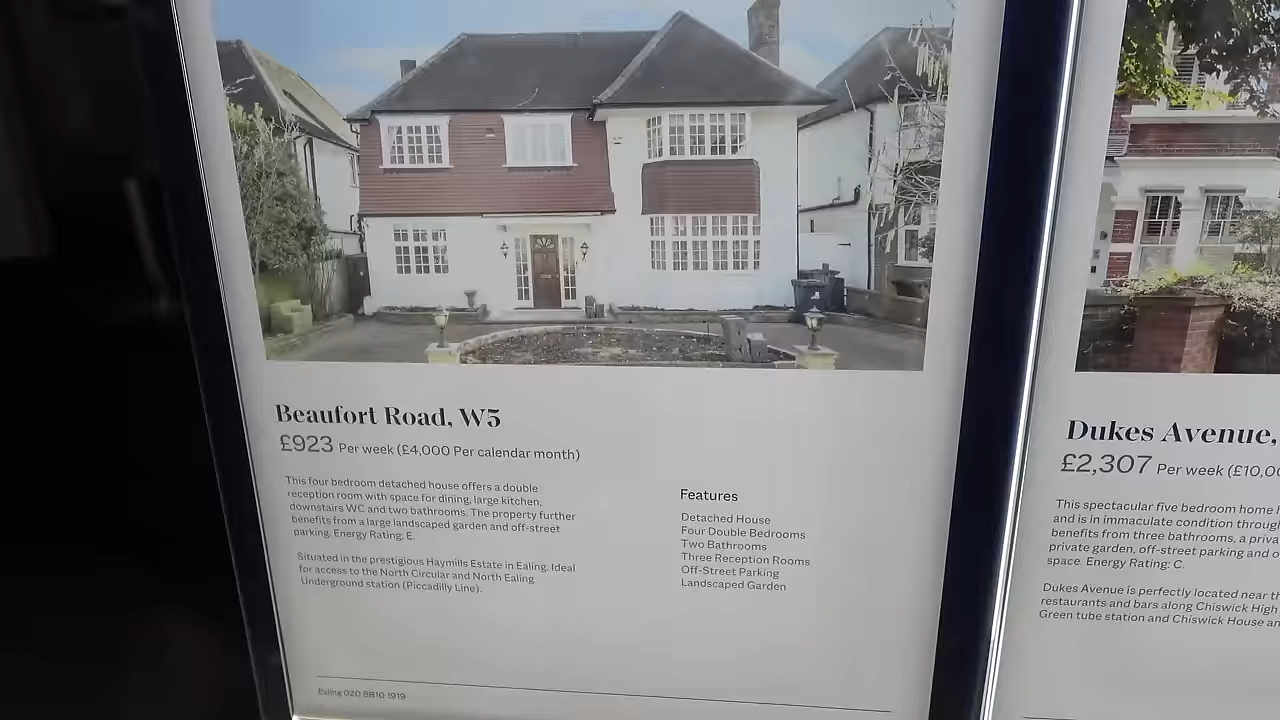 Beaufort Road, W5
£923 Per week (£4,000 Per calendar month)
This four bedroom detached house offers a double
reception room with space for dining, large kitchen,
downstairs WC and two bathrooms. The property further
benefits from a large landscaped garden and off-street
parking. Energy Rating: E.
Situated in the prestigious Haymills Estate in Ealing. Ideal
for access to the North Circular and North Ealing
Underground station (Piccadilly Line).
Features
Detached House
Four Double Bedrooms
Two Bathrooms
Three Reception Rooms
Off-Street Parking
Landscaped Garden
Ealing 020 8810 1919
Dukes Avenue,
£2,307 Per week (£10,00
This spectacular five bedroom home
and is in immaculate condition
benefits from three bathrooms, a
private garden, off-street parking and
space. Energy Rating: C.
Dukes Avenue is perfectly located near
restaurants and bars along Chiswick High
Green tube station and Chiswick House